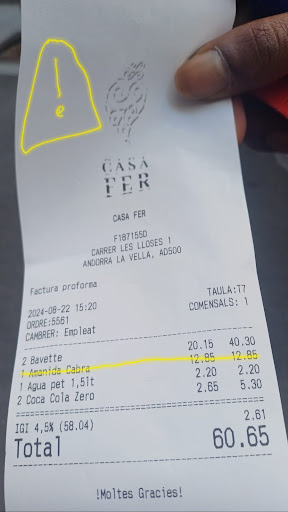 CASA
FER
CASA FER
F187155D
CARRER LES LLOSES 1
ANDORRA LA VELLA, AD500
Factura proforma
2024-08-22 15:20 TAULA:T7
ORDRE:5561 COMENSALS: 1
CAMBRER: Empleat
2 Bavette 20.15 40.30
1 Amanida Cabra 12.85 12.85
1 Agua pet 1,5lt 2.20 2.20
2 Coca Cola Zero 2.65 5.30
IGI 4,5% (58.04) 2.61
Total 60.65
!Moltes Gracies!